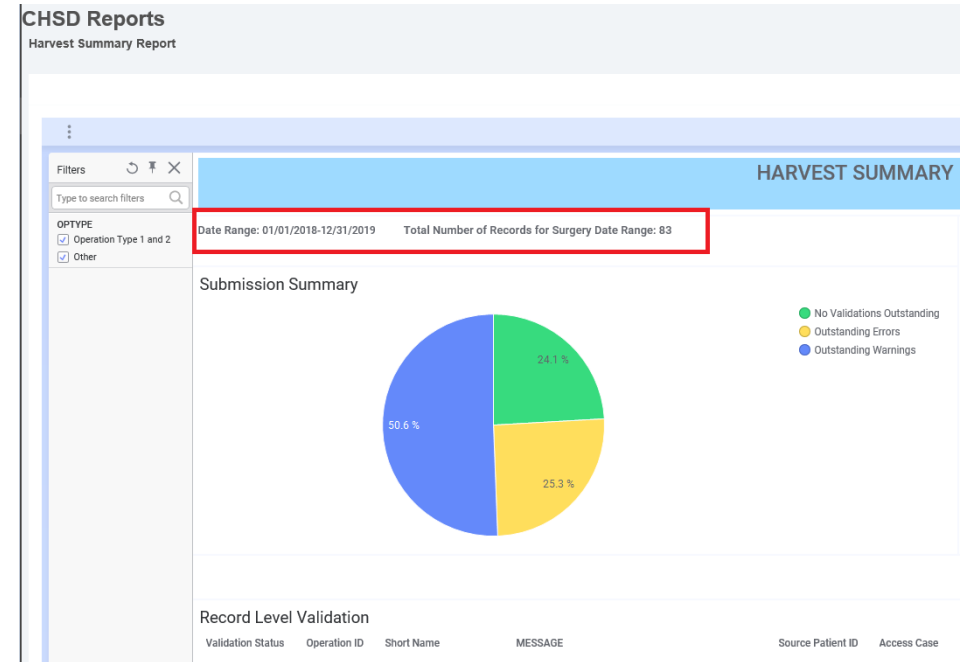 CHSD Reports
Harvest Summary Report
Filters
Type to search filters
OPTYPE
Operation Type 1 and 2
Other
HARVEST SUMMARY
Date Range: 01/01/2018-12/31/2019 Total Number of Records for Surgery Date Range: 83
Submission Summary
No Validations Outstanding
Outstanding Errors
Outstanding Warnings
24.1 %
50.6 %
25.3 %
Record Level Validation
Validation Status Operation ID Short Name MESSAGE Source Patient ID Access Case